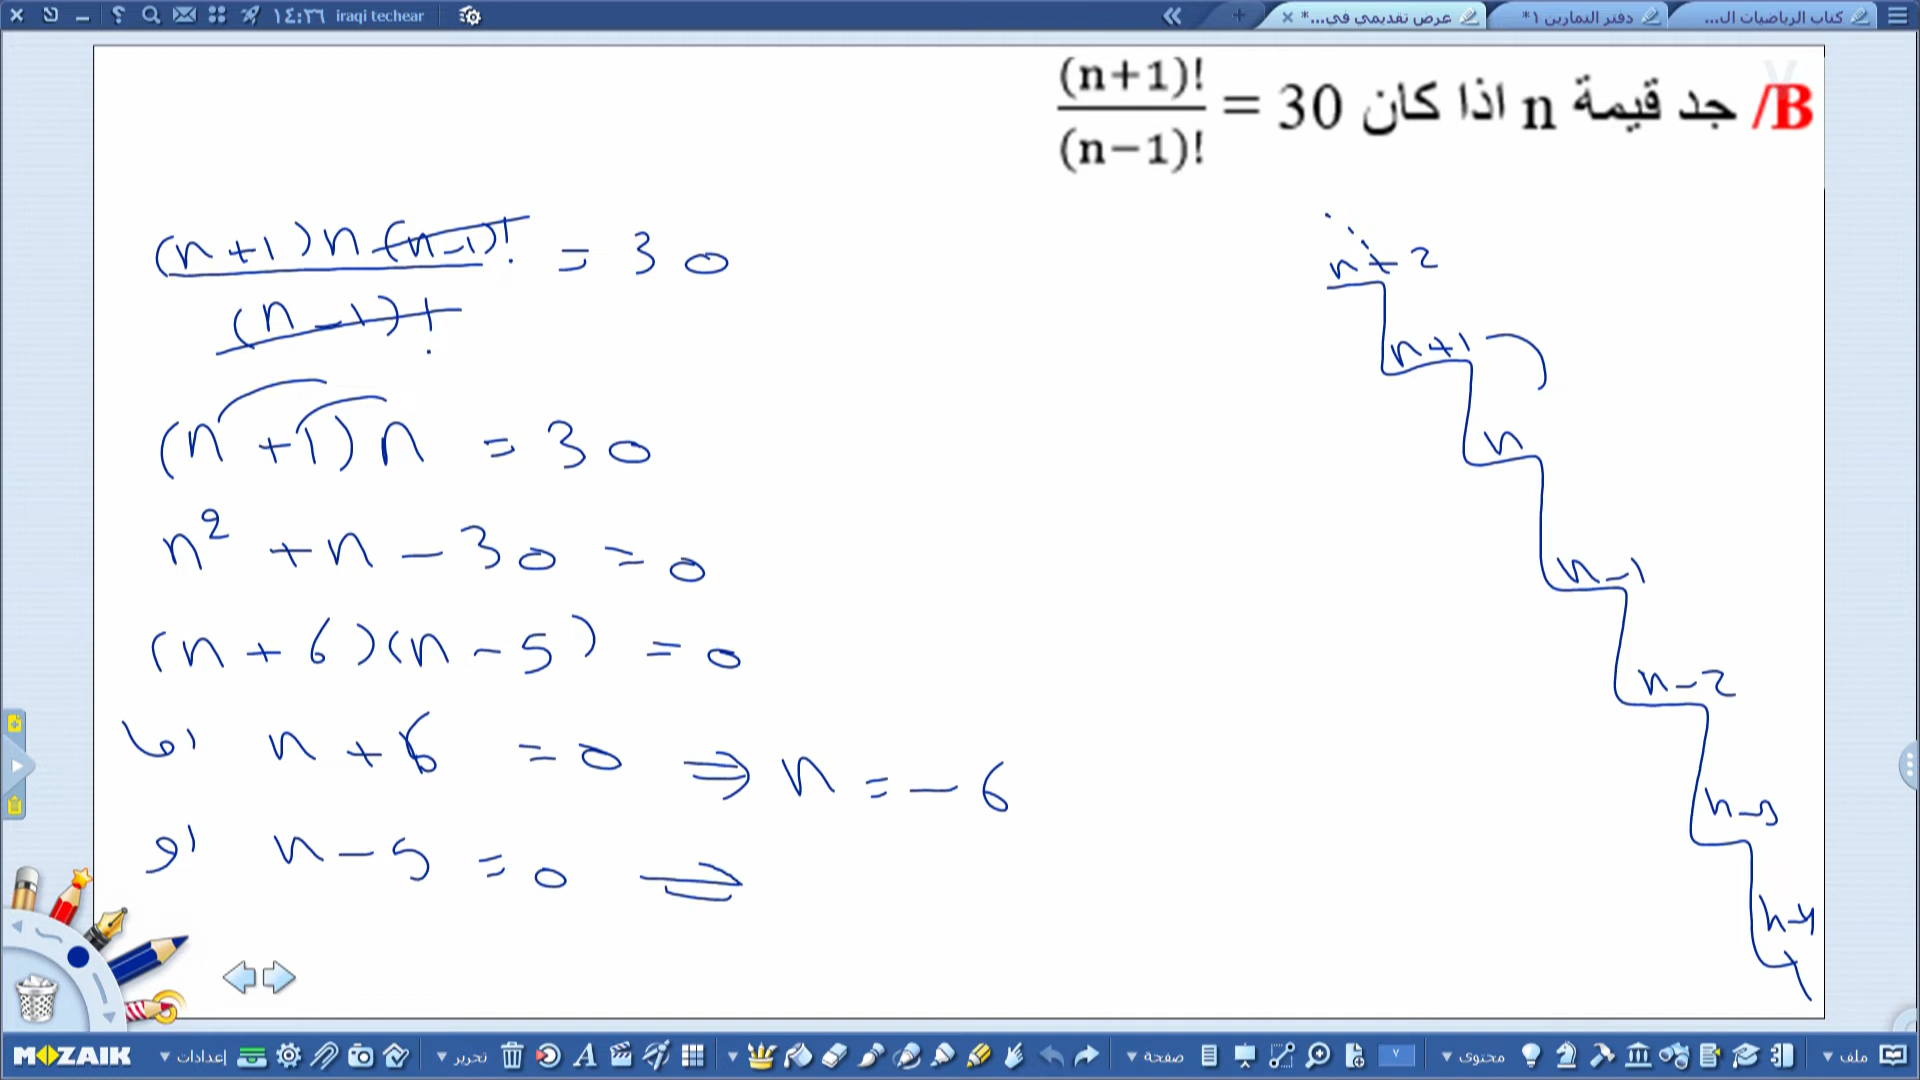 ١٤:٢٦ iraqi techear
عرض تقديمي في...*
دفتر التمارين ١*
كتاب الرياضيات ال...
B/ جد قيمة n اذا كان (n+1)!/(n−1)! = 30
(n+1)n(n-1)!/(n-1)! = 30
(n+1)n = 30
n² + n - 30 = 0
(n+6)(n-5) = 0
اما n+6 = 0 ⇒ n = -6
او n-5 = 0 ⇒
n+2
n+1
n
n-1
n-2
n-3
n-4
MOZAIK إعدادات تحرير صفحة ٧ محتوى ملف